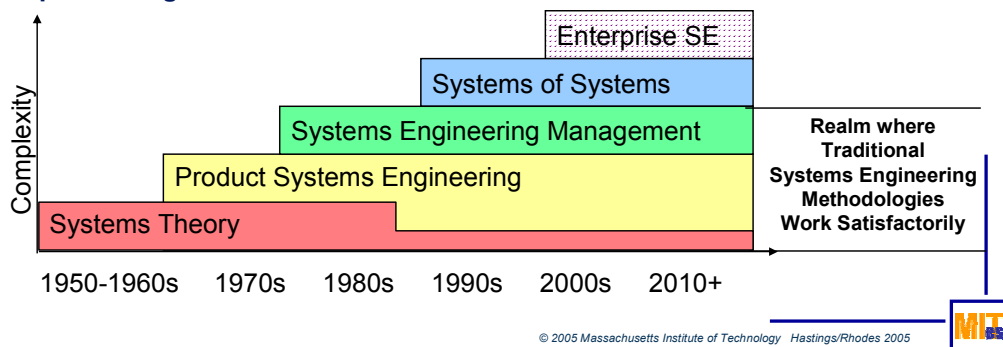 Enterprise SE
Systems of Systems
Systems Engineering Management
Product Systems Engineering
Systems Theory
Complexity
Realm where
Traditional
Systems Engineering
Methodologies
Work Satisfactorily
1950-1960s 1970s 1980s 1990s 2000s 2010+
© 2005 Massachusetts Institute of Technology Hastings/Rhodes 2005
MIT
es